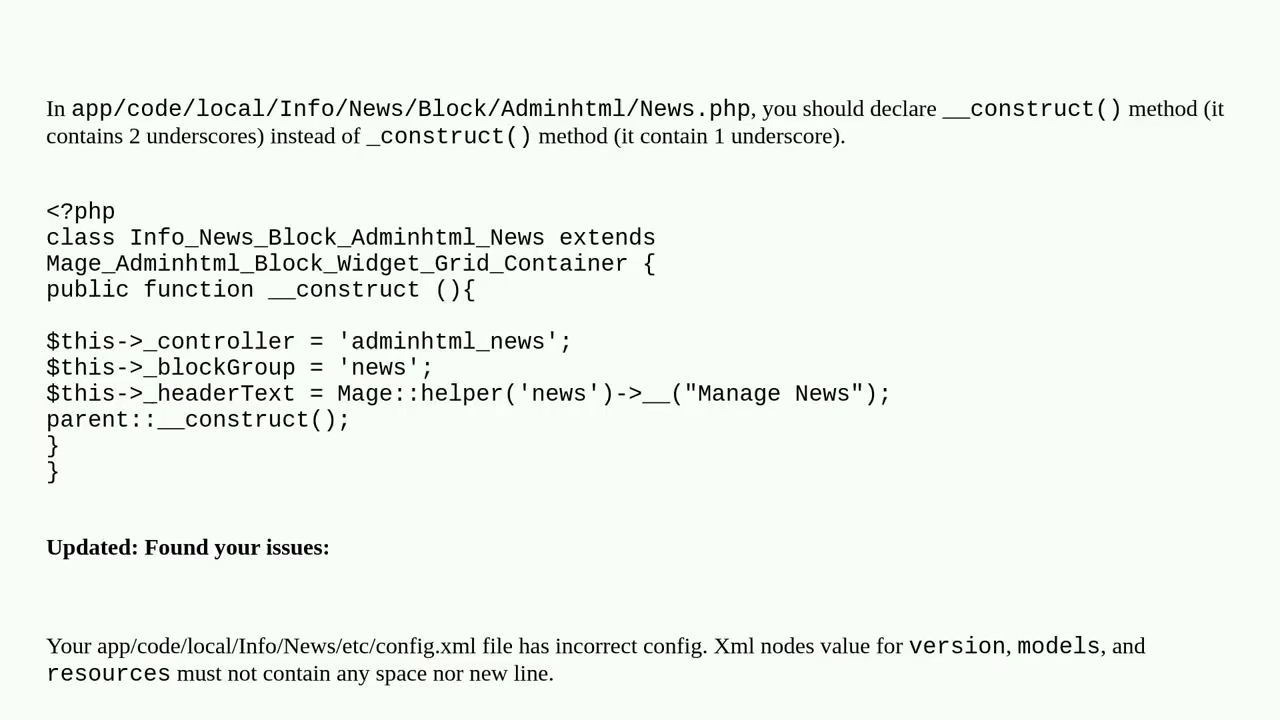 In app/code/local/Info/News/Block/Adminhtml/News.php, you should declare __construct() method (it
contains 2 underscores) instead of _construct() method (it contain 1 underscore).
<?php
class Info_News_Block_Adminhtml_News extends
Mage_Adminhtml_Block_Widget_Grid_Container {
public function __construct (){
$this->_controller = 'adminhtml_news';
$this->_blockGroup = 'news';
$this->_headerText = Mage::helper('news')->__("Manage News");
parent::__construct();
}
}
Updated: Found your issues:
Your app/code/local/Info/News/etc/config.xml file has incorrect config. Xml nodes value for version, models, and
resources must not contain any space nor new line.